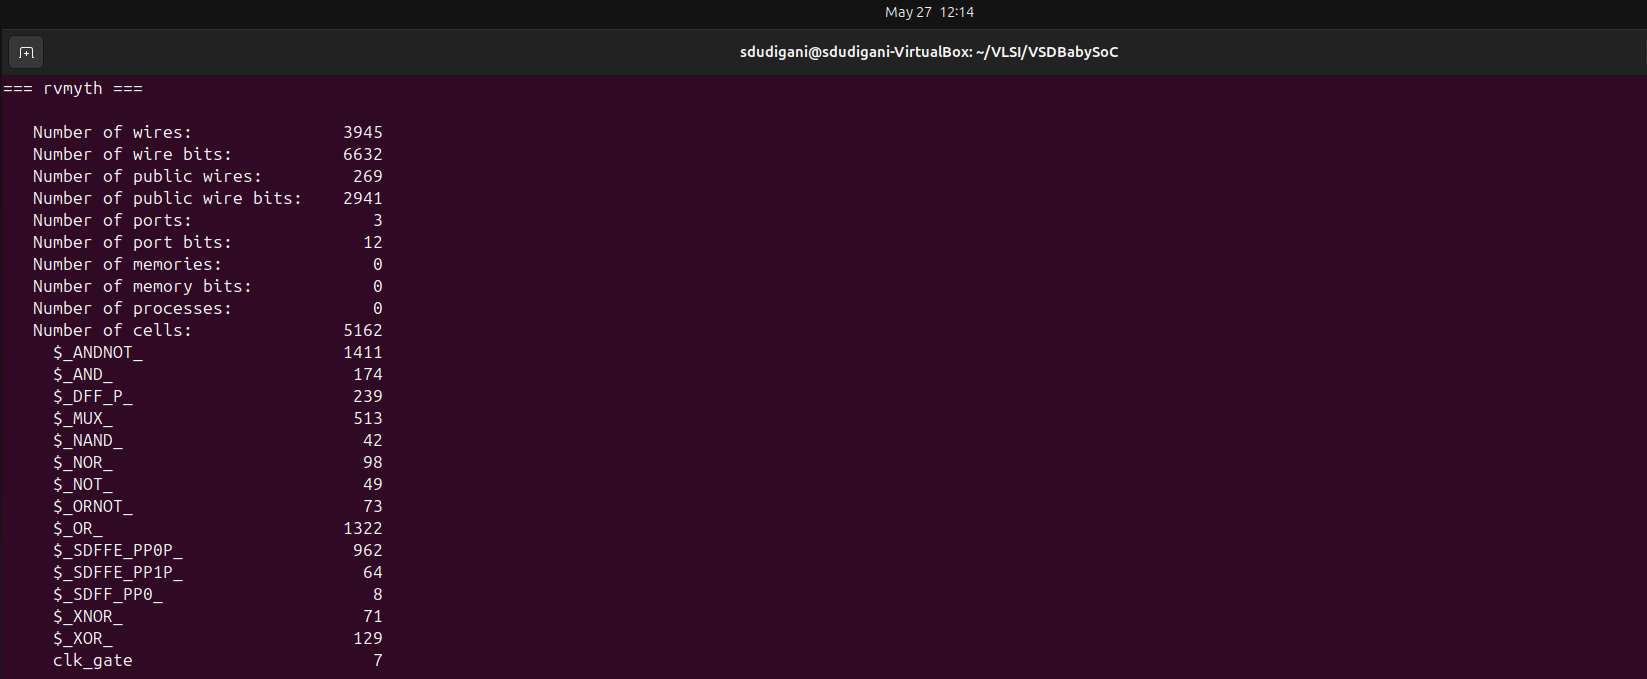 May 27 12:14
sdudigani@sdudigani-VirtualBox: ~/VLSI/VSDBabySoC
=== rvmyth ===
Number of wires: 3945
Number of wire bits: 6632
Number of public wires: 269
Number of public wire bits: 2941
Number of ports: 3
Number of port bits: 12
Number of memories: 0
Number of memory bits: 0
Number of processes: 0
Number of cells: 5162
$_ANDNOT_ 1411
$_AND_ 174
$_DFF_P_ 239
$_MUX_ 513
$_NAND_ 42
$_NOR_ 98
$_NOT_ 49
$_ORNOT_ 73
$_OR_ 1322
$_SDFFE_PP0P_ 962
$_SDFFE_PP1P_ 64
$_SDFF_PP0_ 8
$_XNOR_ 71
$_XOR_ 129
clk_gate 7